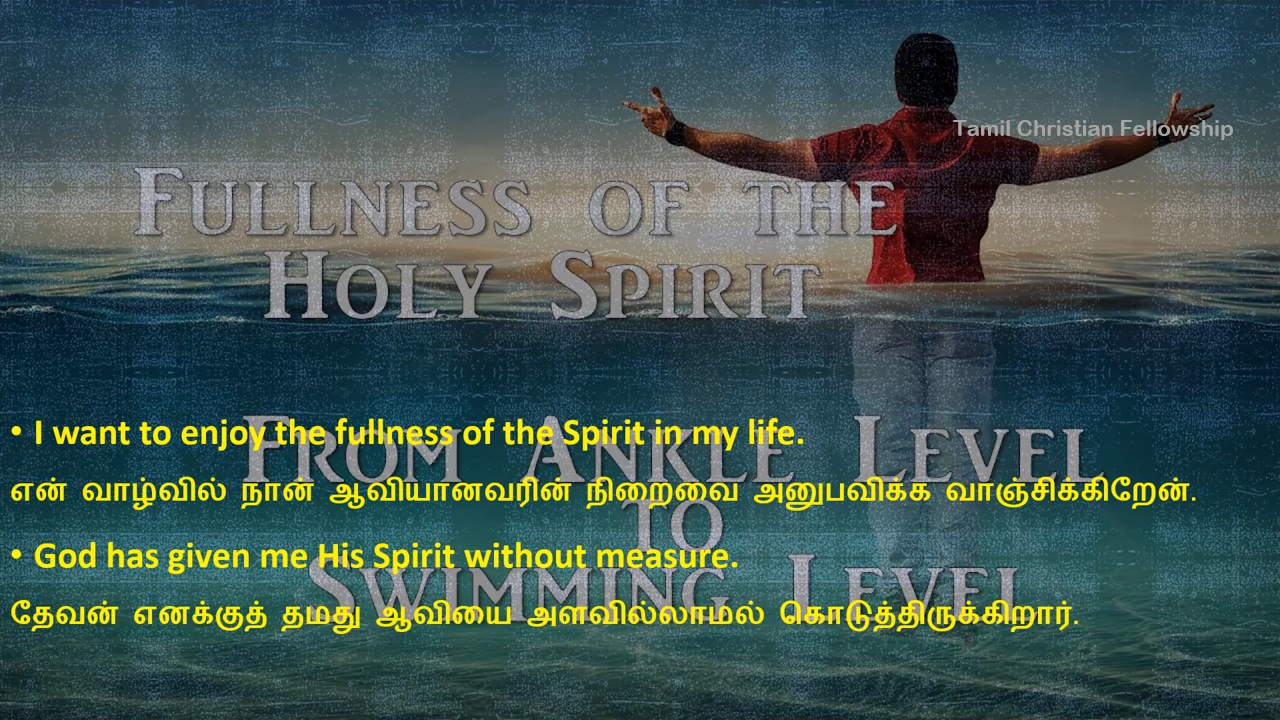 Tamil Christian Fellowship
FULLNESS OF THE
HOLY SPIRIT
FROM ANKLE LEVEL
TO
SWIMMING LEVEL
• I want to enjoy the fullness of the Spirit in my life.
என் வாழ்வில் நான் ஆவியானவரின் நிறைவை அனுபவிக்க வாஞ்சிக்கிறேன்.
• God has given me His Spirit without measure.
தேவன் எனக்குத் தமது ஆவியை அளவில்லாமல் கொடுத்திருக்கிறார்.